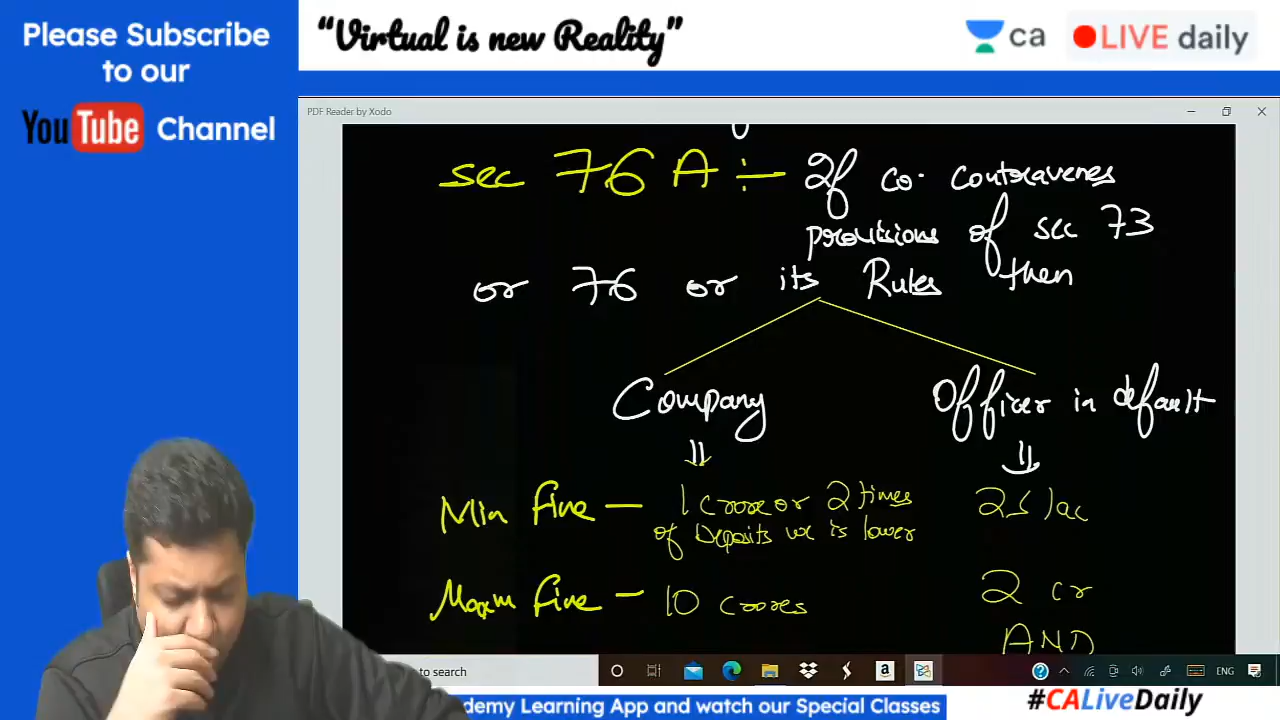 Please Subscribe
to our
YouTube Channel
“Virtual is new Reality”
ca
LIVE daily
PDF Reader by Xodo
sec 76 A ÷ If co. contravenes
provisions of sec 73
or 76 or its Rules then
Company
Officer in default
Min Fine — 1 crore or 2 times
of Deposits wc is lower
25 lac
Maxm Fine — 10 crores
2 cr
AND
to search
ENG
ademy Learning App and watch our Special Classes
#CALiveDaily